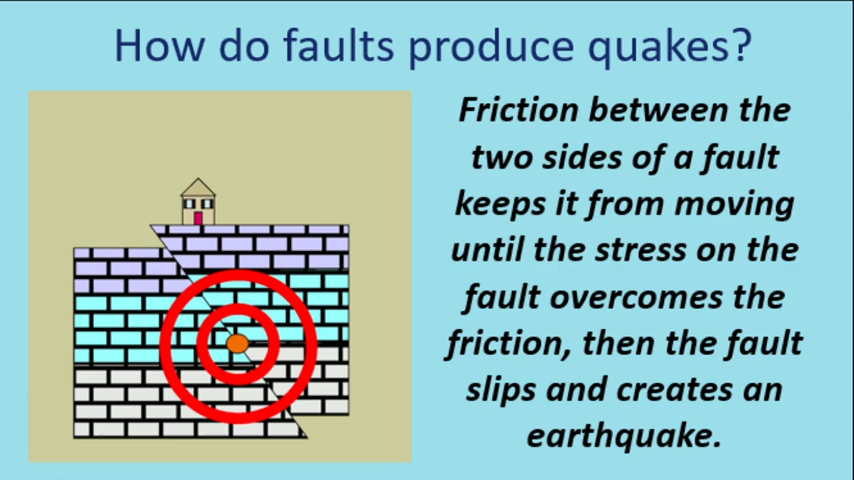 How do faults produce quakes?
Friction between the
two sides of a fault
keeps it from moving
until the stress on the
fault overcomes the
friction, then the fault
slips and creates an
earthquake.